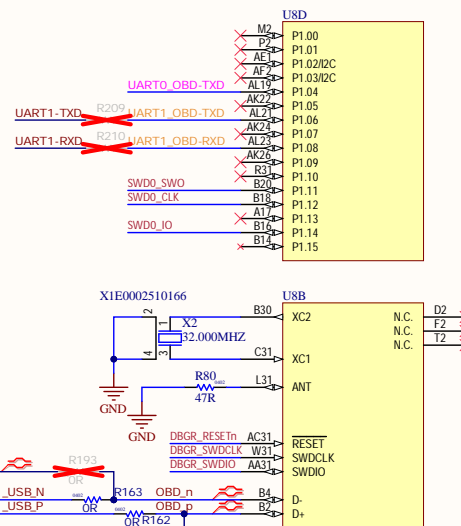 U8D
M2 P1.00
P2 P1.01
AE1 P1.02/I2C
AF2 P1.03/I2C
UART0_OBD-TXD AL19 P1.04
AK22 P1.05
UART1-TXD R209 UART1_OBD-TXD AL21 P1.06
AK24 P1.07
UART1-RXD R210 UART1_OBD-RXD AL23 P1.08
AK26 P1.09
R31 P1.10
SWD0_SWO B20 P1.11
SWD0_CLK B18 P1.12
A17 P1.13
SWD0_IO B16 P1.14
B14 P1.15
X1E0002510166 U8B
2 1 X2 B30 XC2 N.C. D2
32.000MHZ N.C. F2
4 3 C31 XC1 N.C. T2
GND R80 0402 L31 ANT
47R
GND
DBGR_RESETn AC31 RESET
DBGR_SWDCLK W31 SWDCLK
R193 DBGR_SWDIO AA31 SWDIO
0R
_USB_N 0402 R163 OBD_n B4 D-
_USB_P 0R 0402 OBD_p B2 D+
0R R162